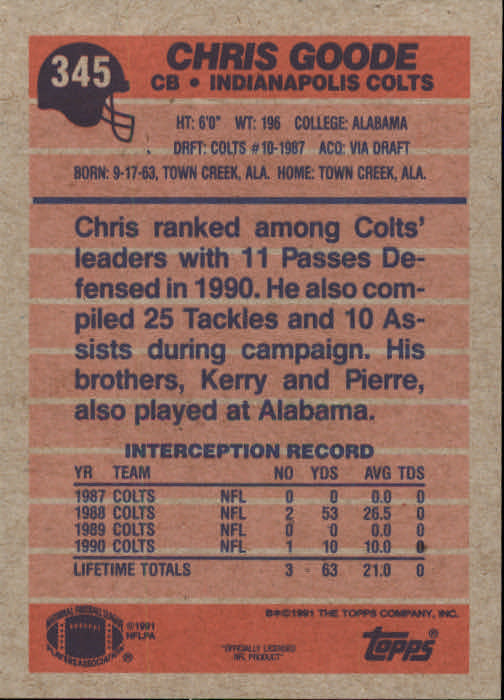 345
CHRIS GOODE
CB • INDIANAPOLIS COLTS
HT: 6'0" WT: 196 COLLEGE: ALABAMA
DRFT: COLTS #10-1987 ACQ: VIA DRAFT
BORN: 9-17-63, TOWN CREEK, ALA. HOME: TOWN CREEK, ALA.
Chris ranked among Colts'
leaders with 11 Passes De-
fensed in 1990. He also com-
piled 25 Tackles and 10 As-
sists during campaign. His
brothers, Kerry and Pierre,
also played at Alabama.
INTERCEPTION RECORD
YR TEAM NO YDS AVG TDS
1987 COLTS NFL 0 0 0.0 0
1988 COLTS NFL 2 53 26.5 0
1989 COLTS NFL 0 0 0.0 0
1990 COLTS NFL 1 10 10.0 0
LIFETIME TOTALS 3 63 21.0 0
NATIONAL FOOTBALL LEAGUE
PLAYERS ASSOCIATION
®
©1991
NFLPA
"OFFICIALLY LICENSED
NFL PRODUCT"
©1991 THE TOPPS COMPANY, INC.
TOPPS®